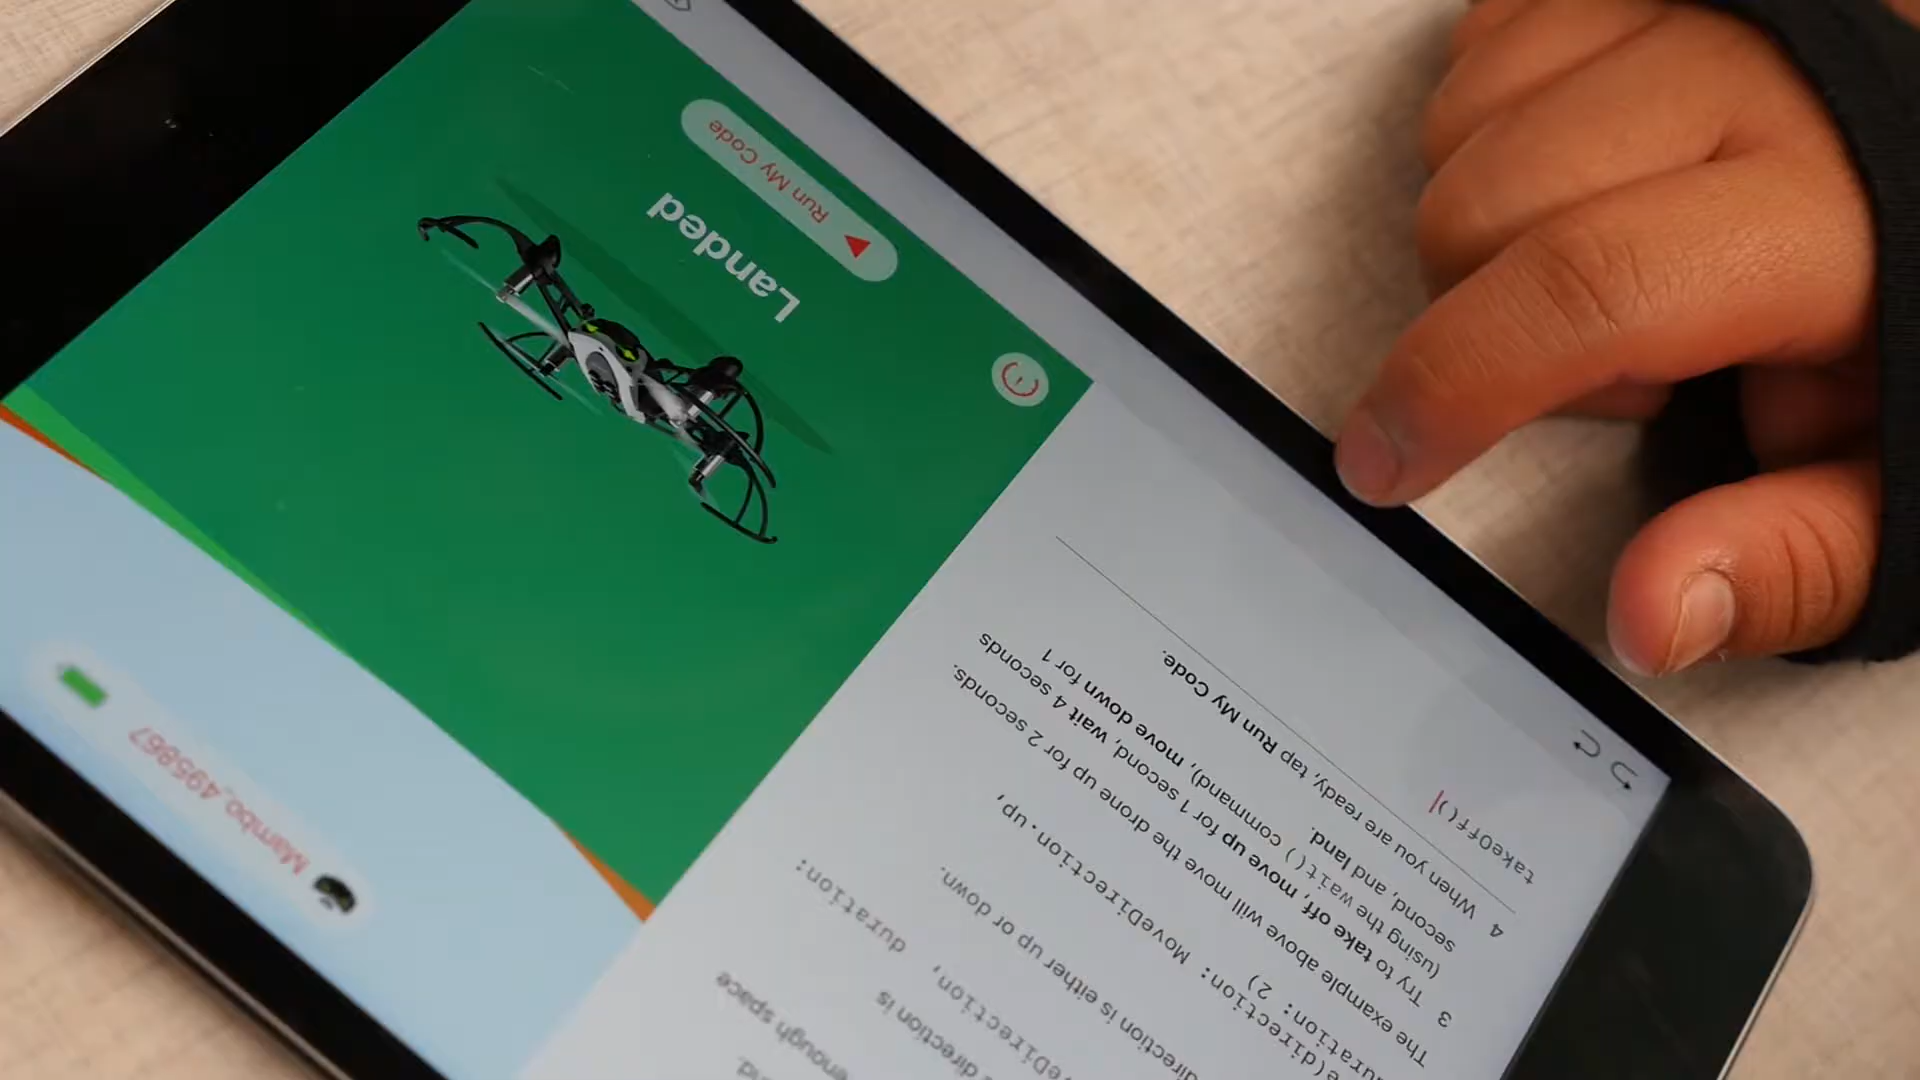 nd.
enough space
direction is
veDirection, duration:
direction is either up or down.
e(direction: MoveDirection.up,
duration: 2)
The example above will move the drone up for 2 seconds.
3 Try to take off, move up for 1 second, wait 4 seconds
(using the wait() command), move down for 1
second, and land.
4 When you are ready, tap Run My Code.
takeOff()
Mambo_495867
Landed
Run My Code